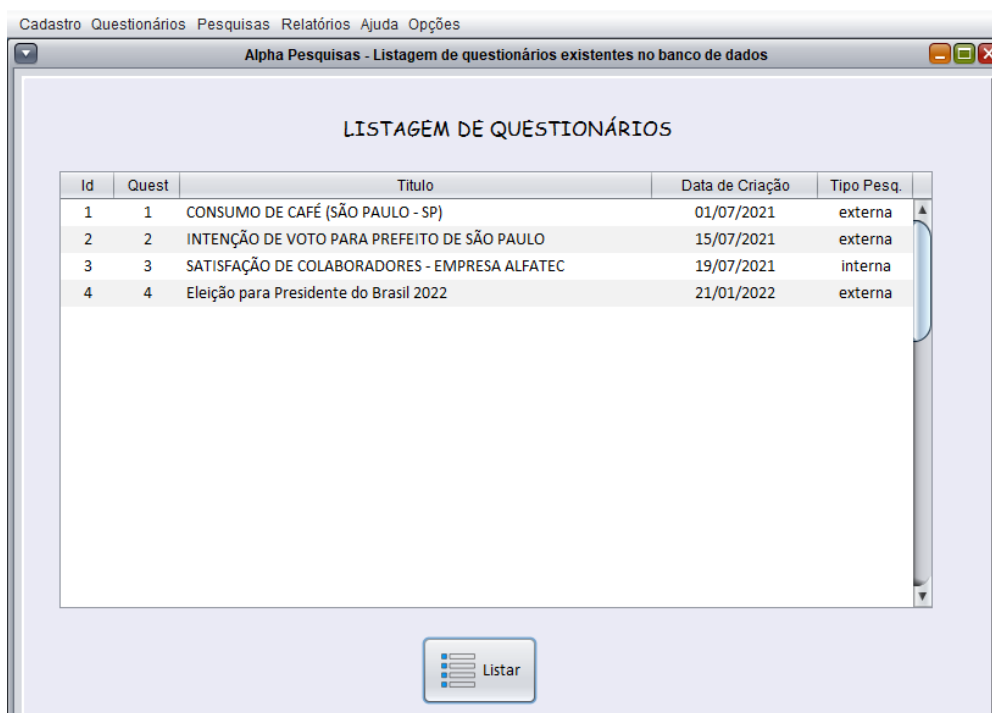 Cadastro Questionários Pesquisas Relatórios Ajuda Opções
Alpha Pesquisas - Listagem de questionários existentes no banco de dados
LISTAGEM DE QUESTIONÁRIOS
Id Quest Titulo Data de Criação Tipo Pesq.
1 1 CONSUMO DE CAFÉ (SÃO PAULO - SP) 01/07/2021 externa
2 2 INTENÇÃO DE VOTO PARA PREFEITO DE SÃO PAULO 15/07/2021 externa
3 3 SATISFAÇÃO DE COLABORADORES - EMPRESA ALFATEC 19/07/2021 interna
4 4 Eleição para Presidente do Brasil 2022 21/01/2022 externa
Listar